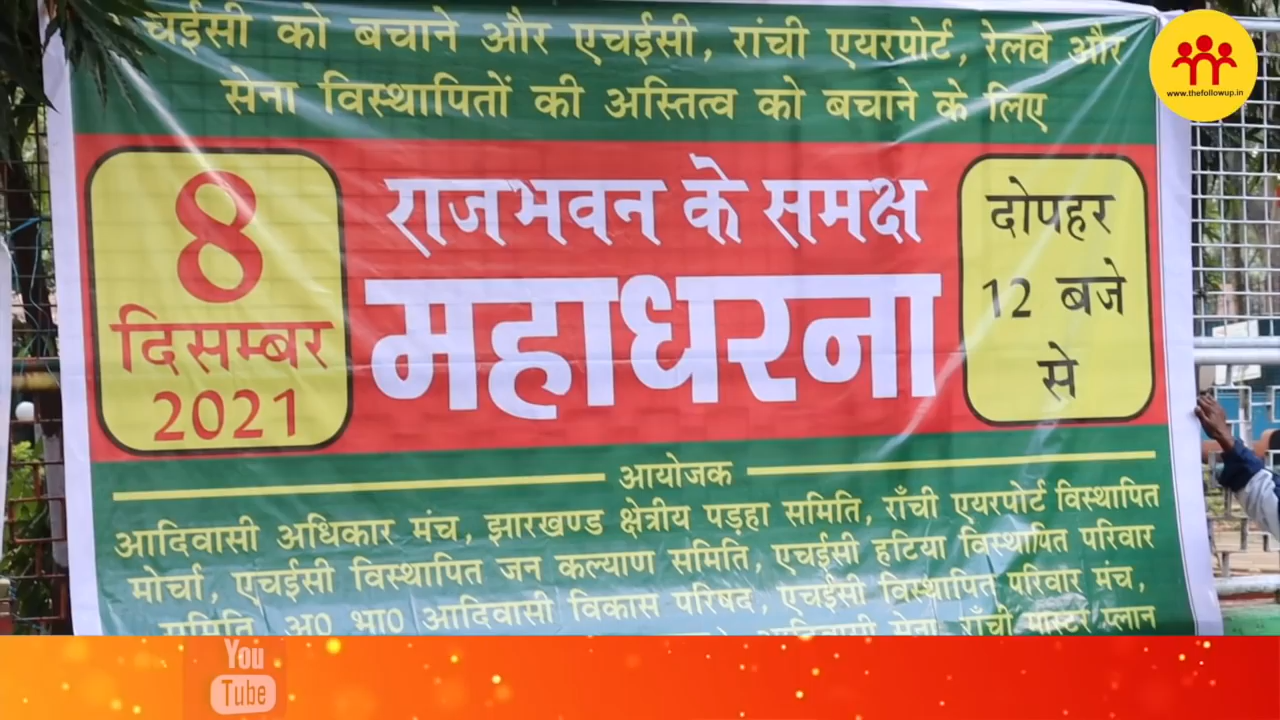 चईसी को बचाने और एचईसी, रांची एयरपोर्ट, रेलवे और
सेना विस्थापितों की अस्तित्व को बचाने के लिए
8
दिसम्बर
2021
राजभवन के समक्ष
महाधरना
दोपहर
12 बजे
से
आयोजक
आदिवासी अधिकार मंच, झारखण्ड क्षेत्रीय पड़हा समिति, राँची एयरपोर्ट विस्थापित
मोर्चा, एचईसी विस्थापित जन कल्याण समिति, एचईसी हटिया विस्थापित परिवार
समिति, अ0 भा0 आदिवासी विकास परिषद, एचईसी विस्थापित परिवार मंच,
आदिवासी सेना, राँची मास्टर प्लान
www.thefollowup.in
You
Tube